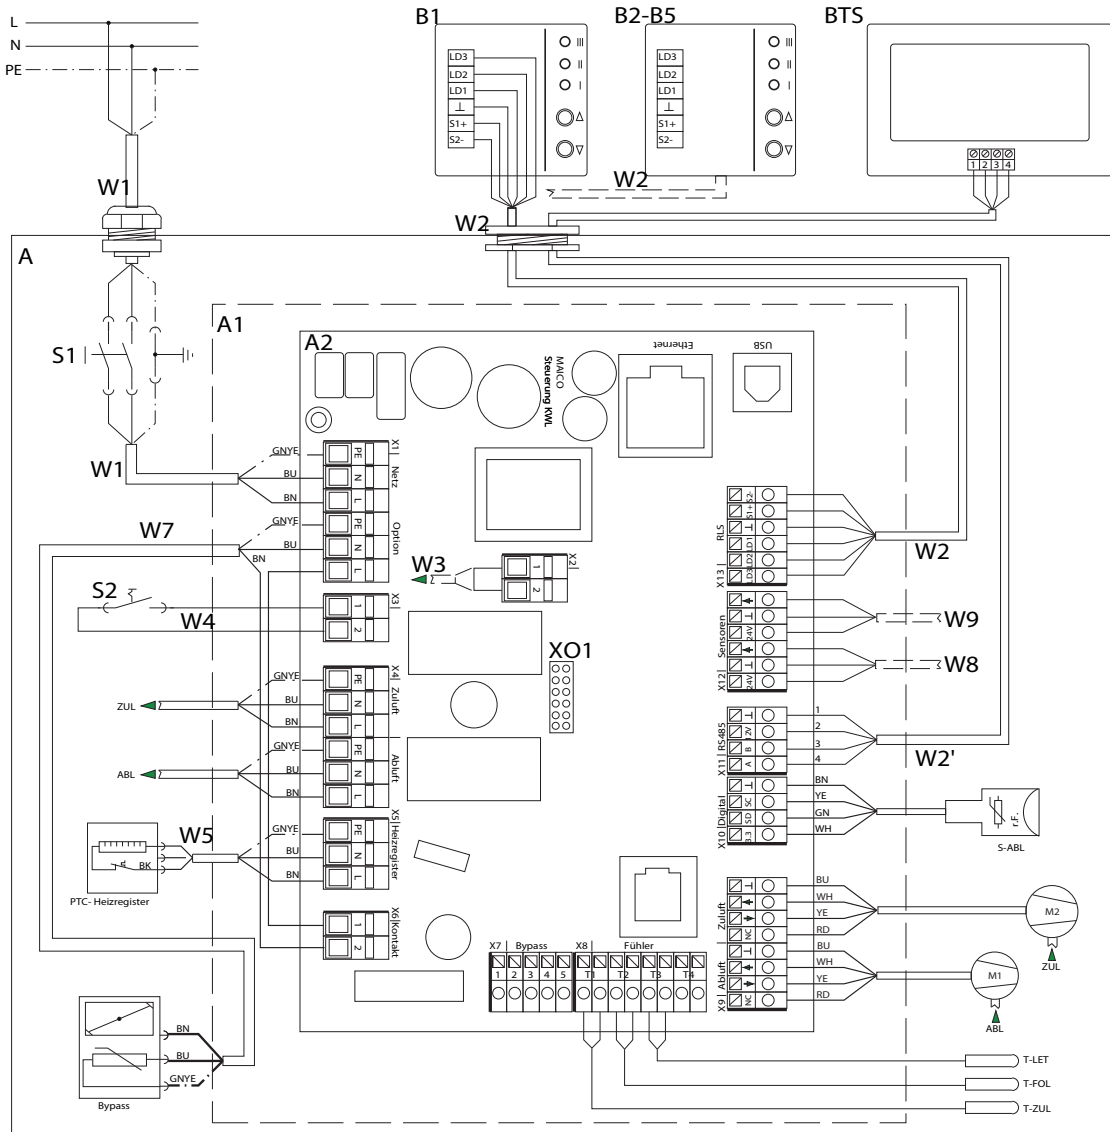 L
N
PE
B1
B2-B5
BTS
LD3
LD2
LD1
⊥
S1+
S2-
III
II
I
LD3
LD2
LD1
⊥
S1+
S2-
III
II
I
1 2 3 4
W2
W1
W2
A
A1
A2
S1
MAICO
Steuerung KWL
Ethernet
USB
W1
GNYE
BU
BN
PE
N
L
X1
Netz
W7
GNYE
BU
BN
PE
N
L
Option
W3
1
2
X2
S2
W4
1
2
X3
XO1
ZUL
GNYE
BU
BN
PE
N
L
X4
Zuluft
ABL
GNYE
BU
BN
PE
N
L
Abluft
W5
BK
PTC- Heizregister
GNYE
BU
BN
PE
N
L
X5
Heizregister
1
2
X6
Kontakt
S2-
S1+
⊥
LD1
LD2
LD3
RLS
X13
W2
⊥
24V
⊥
24V
Sensoren
X12
W9
W8
⊥
12V
B
A
RS485
X11
1
2
3
4
W2'
⊥
SC
SD
3.3
Digital
X10
BN
YE
GN
WH
r.F.
S-ABL
⊥
NC
Zuluft
BU
WH
YE
RD
M2
ZUL
⊥
NC
Abluft
X9
BU
WH
YE
RD
M1
ABL
X7 Bypass X8 Fühler
1 2 3 4 5 T1 T2 T3 T4
BN
BU
GNYE
Bypass
T-LET
T-FOL
T-ZUL